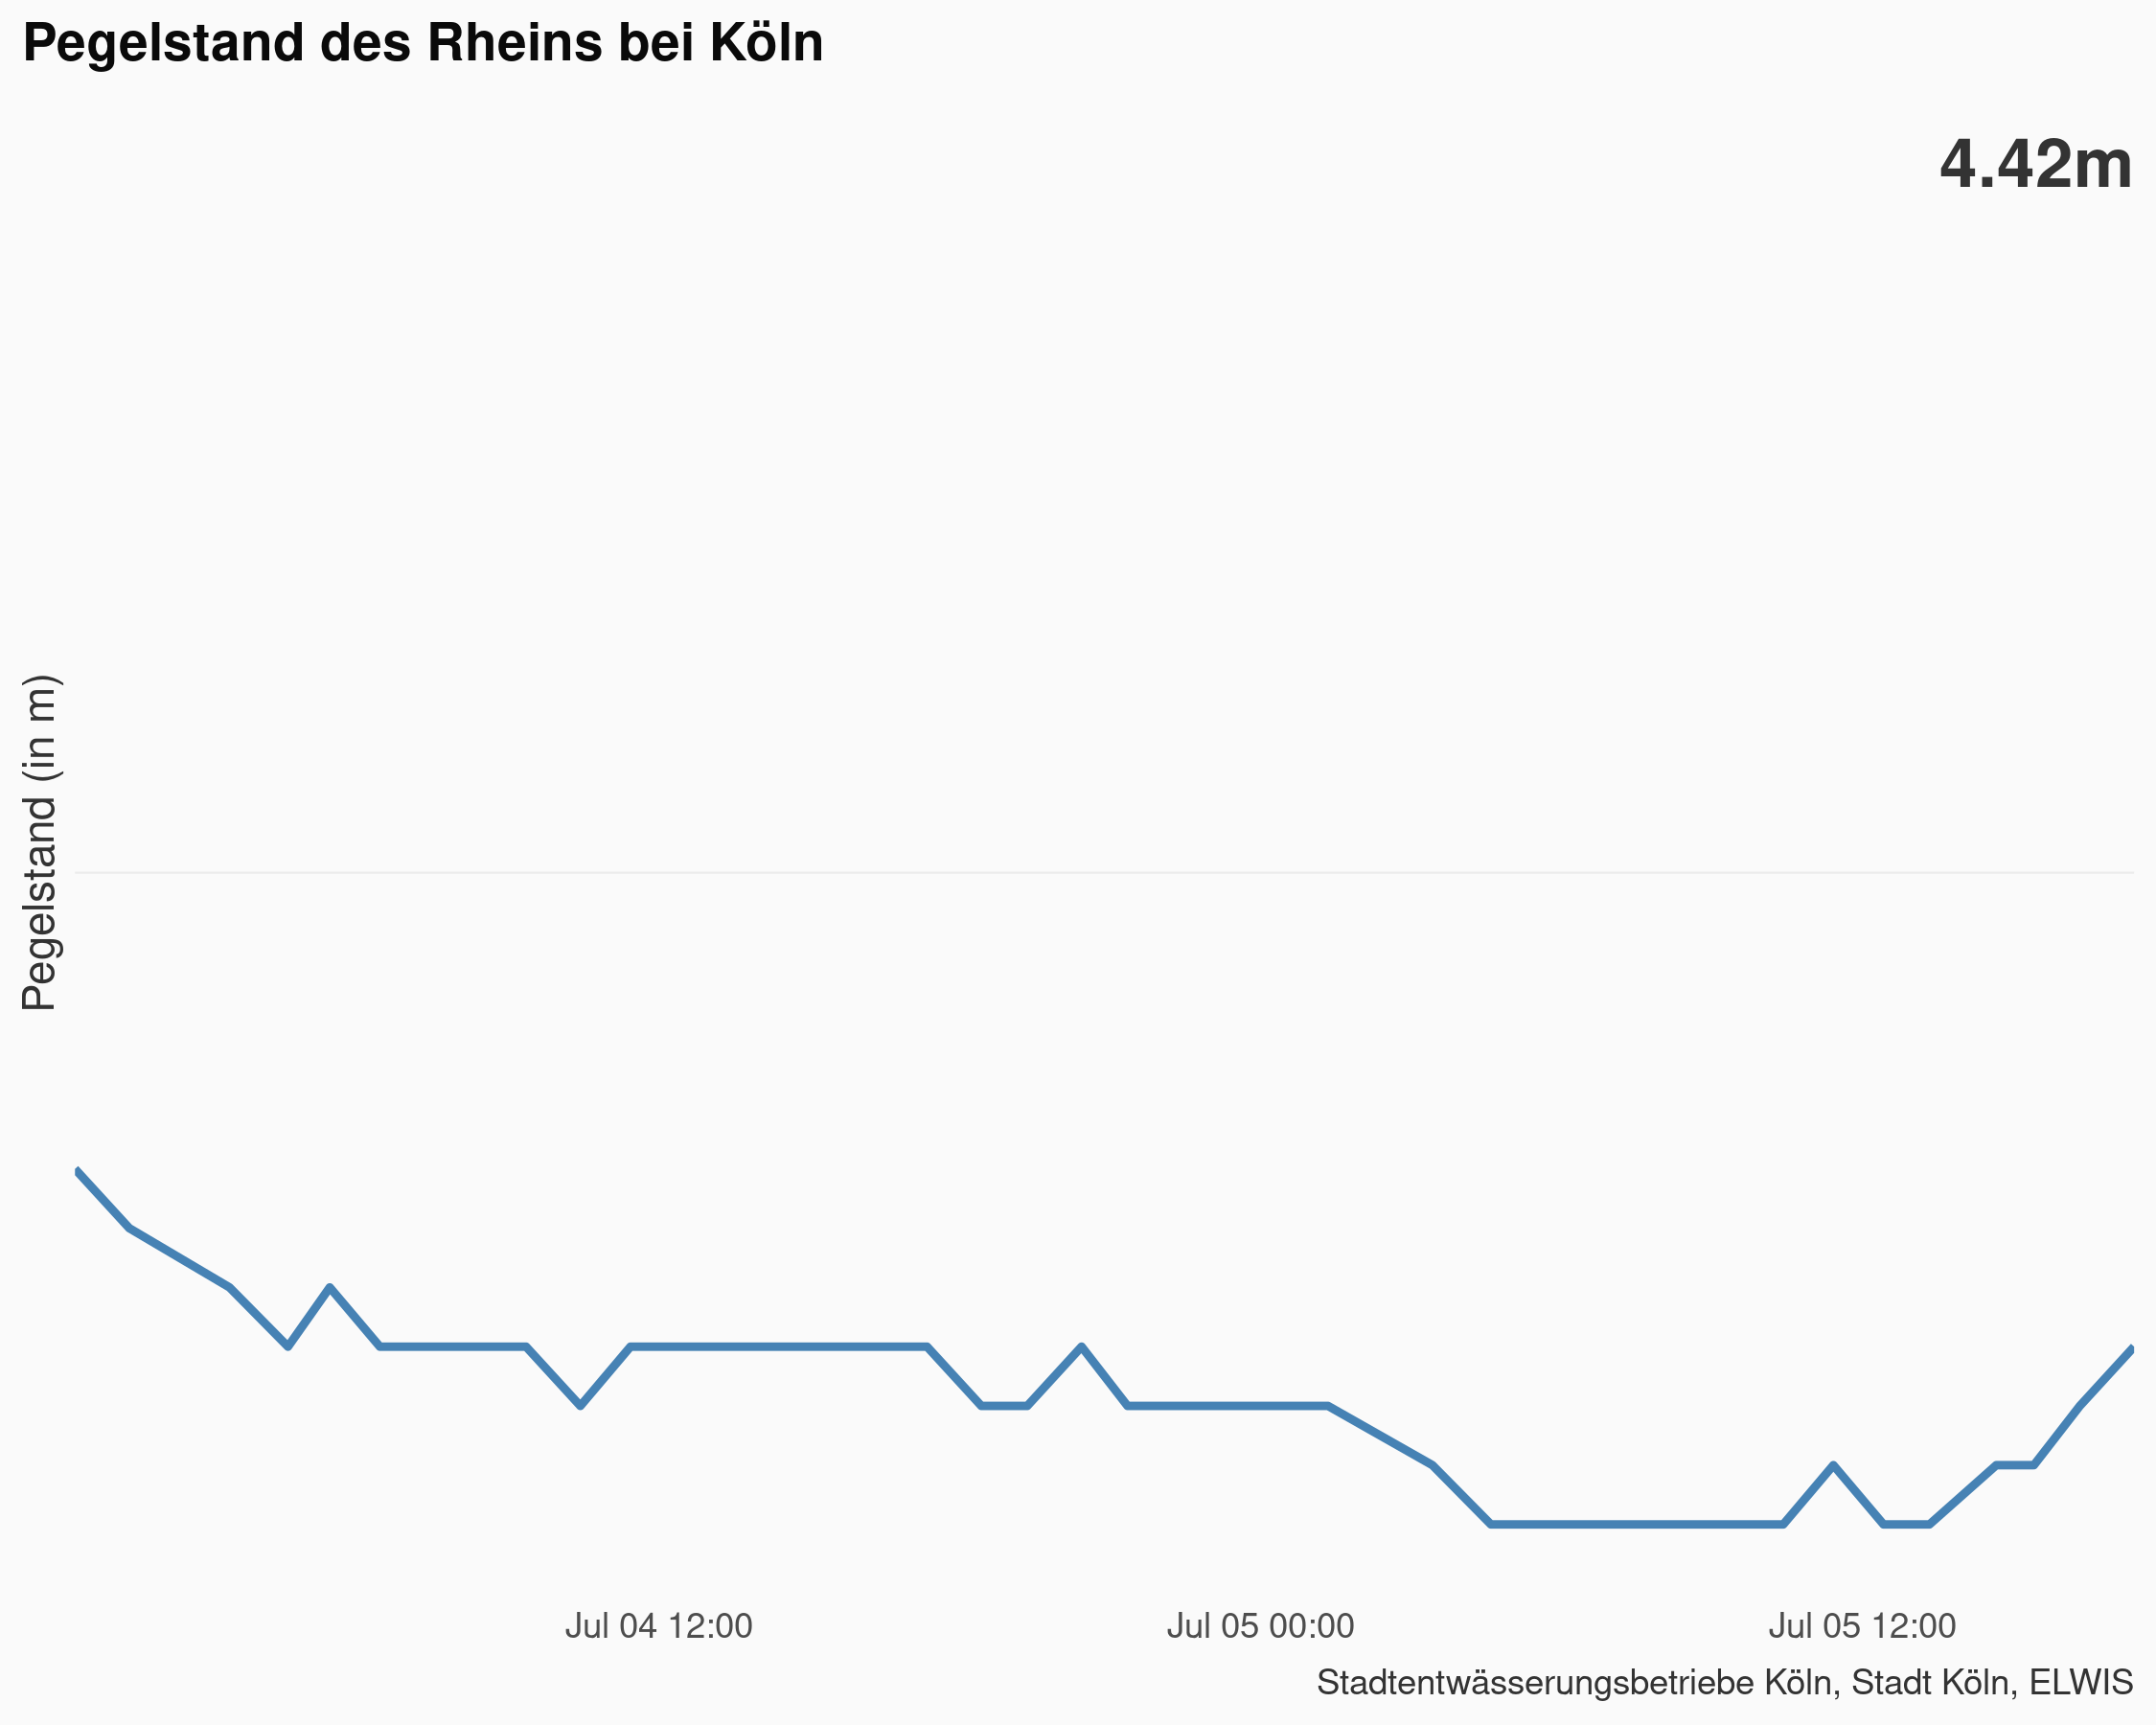 Pegelstand des Rheins bei Köln
4.42m
Pegelstand (in m)
Jul 04 12:00
Jul 05 00:00
Jul 05 12:00
Stadtentwässerungsbetriebe Köln, Stadt Köln, ELWIS